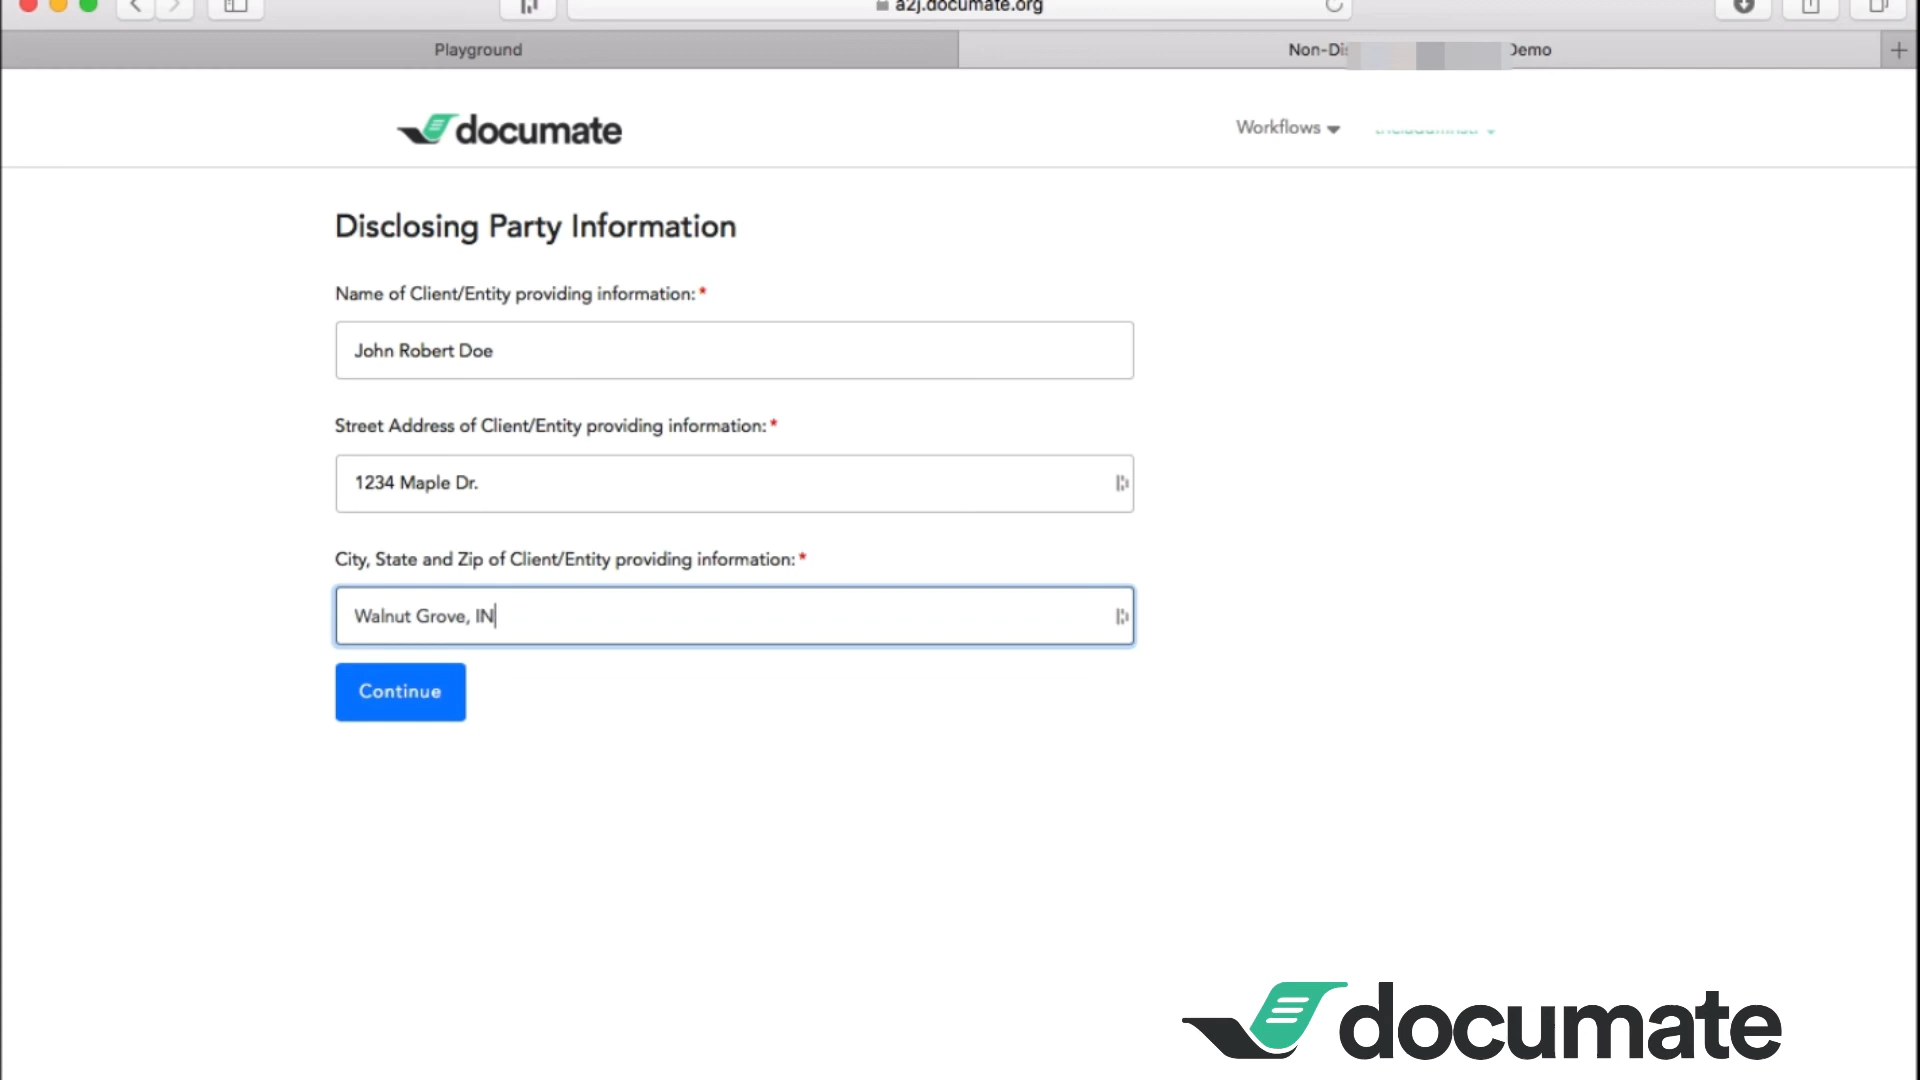 a2j.documate.org
Playground
Non-Dis
Demo
documate
Workflows
Disclosing Party Information
Name of Client/Entity providing information:*
John Robert Doe
Street Address of Client/Entity providing information:*
1234 Maple Dr.
City, State and Zip of Client/Entity providing information:*
Walnut Grove, IN
Continue
documate